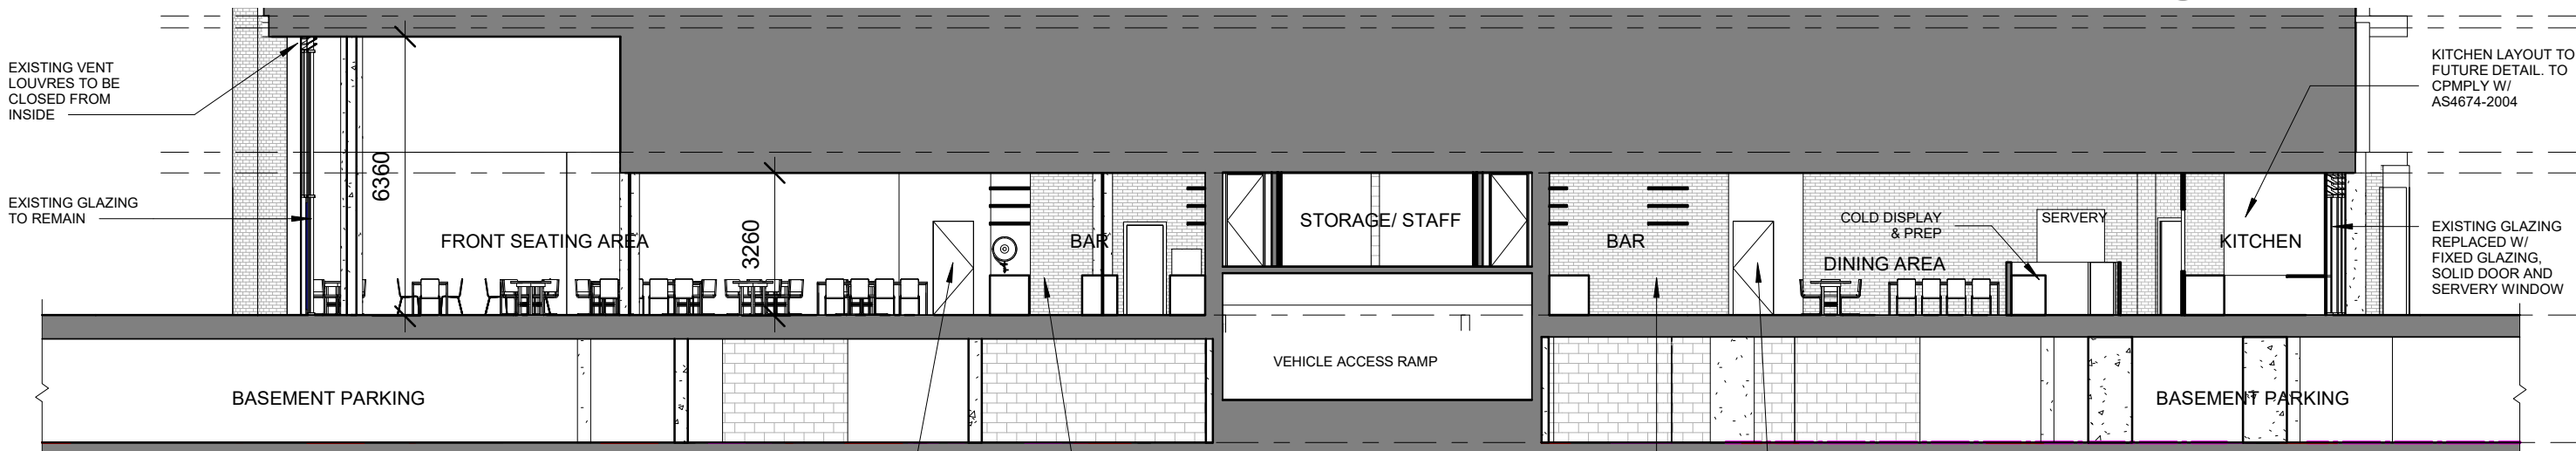 EXISTING VENT
LOUVRES TO BE
CLOSED FROM
INSIDE
EXISTING GLAZING
TO REMAIN
6360
3260
FRONT SEATING AREA
BAR
STORAGE/ STAFF
VEHICLE ACCESS RAMP
BAR
COLD DISPLAY
& PREP
SERVERY
DINING AREA
KITCHEN
KITCHEN LAYOUT TO
FUTURE DETAIL. TO
CPMPLY W/
AS4674-2004
EXISTING GLAZING
REPLACED W/
FIXED GLAZING,
SOLID DOOR AND
SERVERY WINDOW
BASEMENT PARKING
BASEMENT PARKING